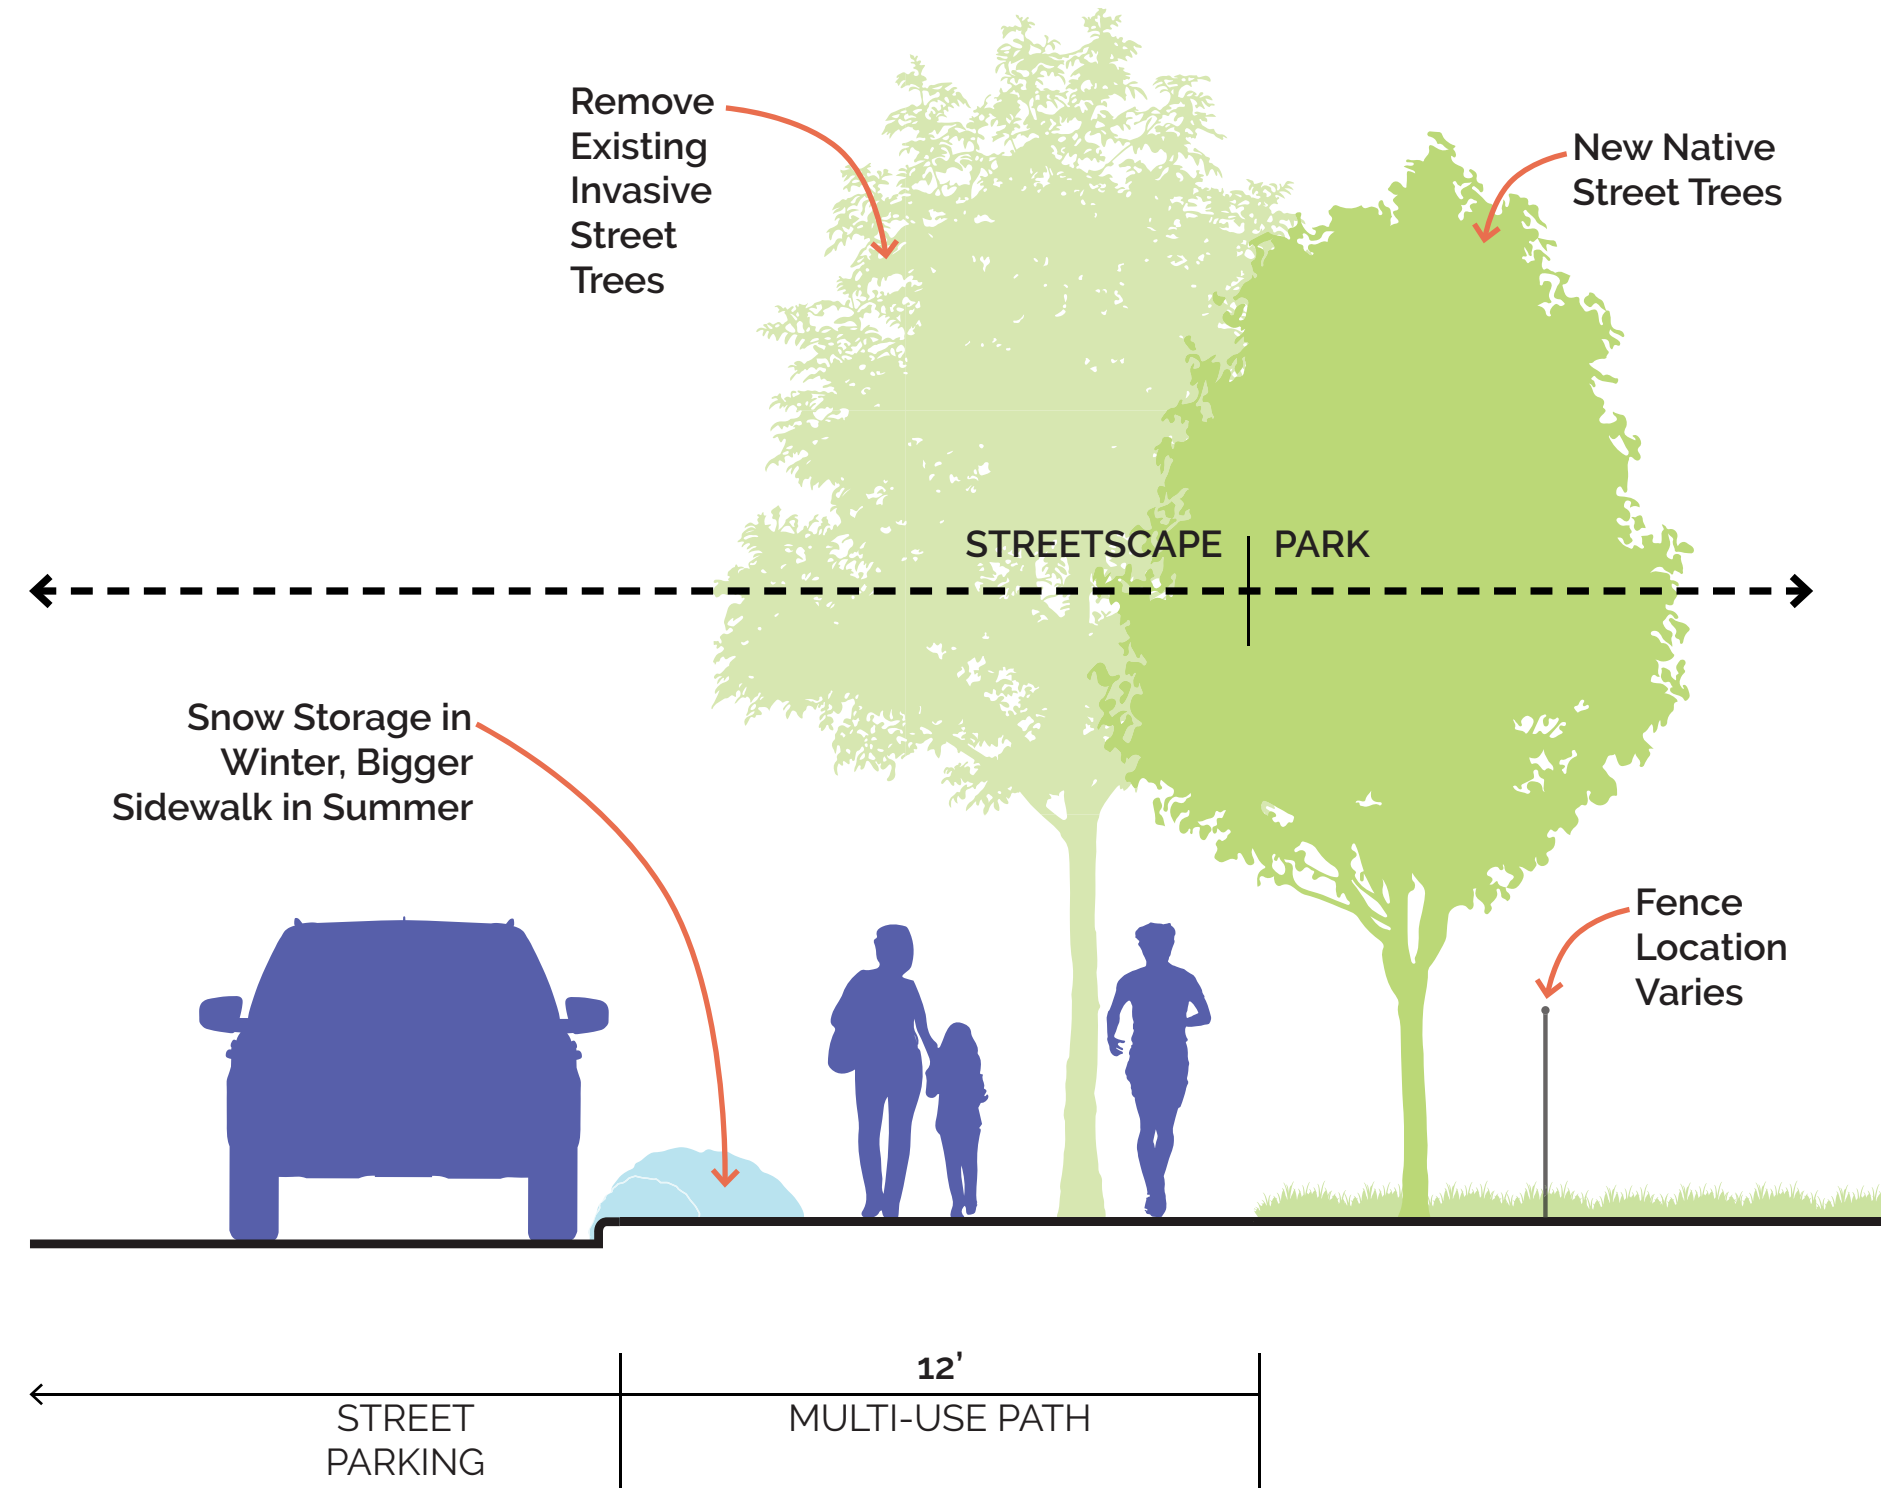 Remove
Existing
Invasive
Street
Trees
New Native
Street Trees
STREETSCAPE
PARK
Snow Storage in
Winter, Bigger
Sidewalk in Summer
Fence
Location
Varies
12’
STREET
PARKING
MULTI-USE PATH